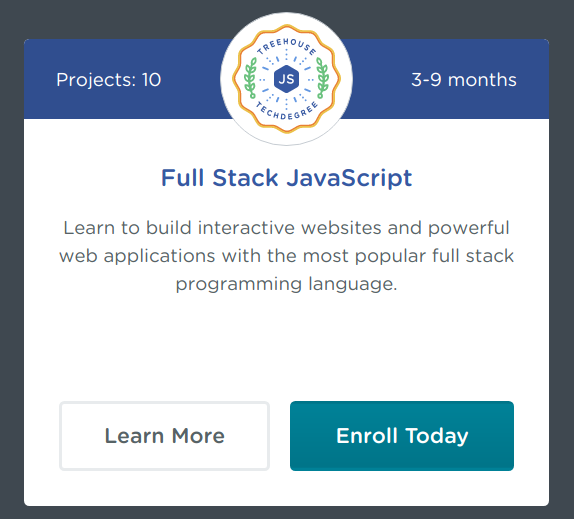 Projects: 10
TREEHOUSE
JS
TECHDEGREE
3-9 months
Full Stack JavaScript
Learn to build interactive websites and powerful
web applications with the most popular full stack
programming language.
Learn More
Enroll Today